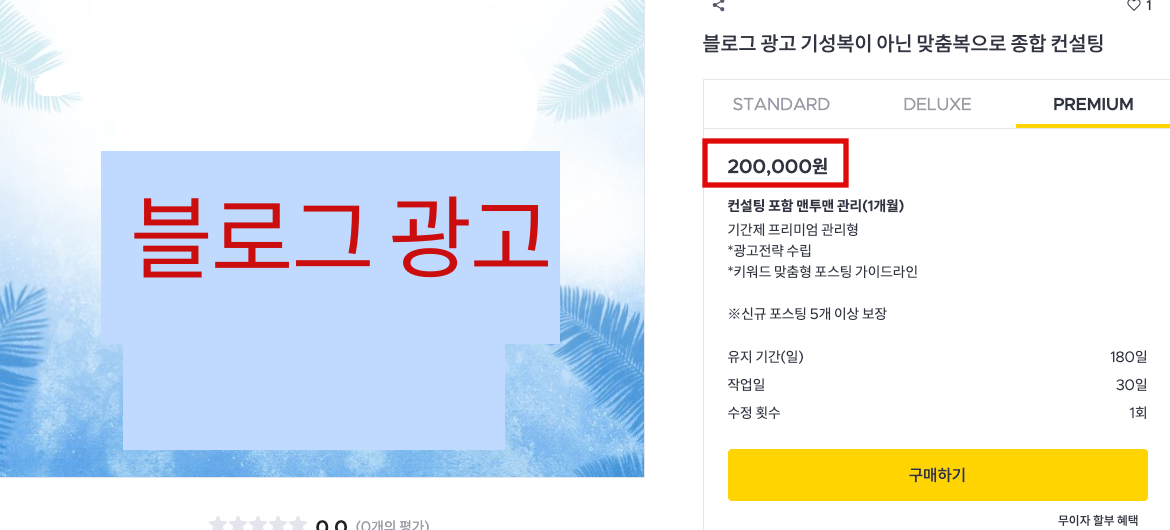 1
블로그 광고 기성복이 아닌 맞춤복으로 종합 컨설팅
STANDARD DELUXE PREMIUM
200,000원
컨설팅 포함 맨투맨 관리(1개월)
기간제 프리미엄 관리형
*광고전략 수립
*키워드 맞춤형 포스팅 가이드라인
※신규 포스팅 5개 이상 보장
유지 기간(일) 180일
작업일 30일
수정 횟수 1회
구매하기
무이자 할부 혜택
블로그 광고
0.0 (0개의 평가)